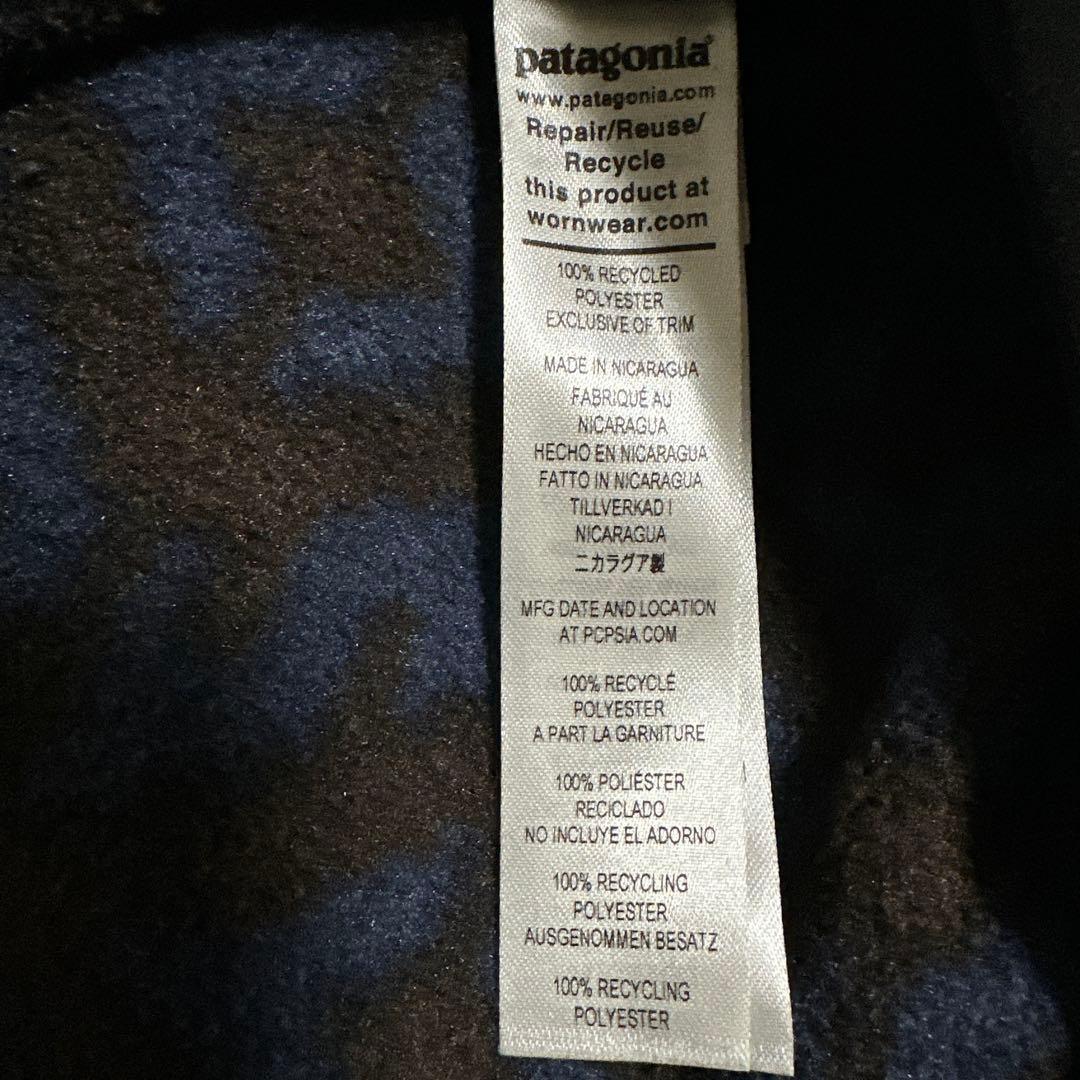 patagonia®
www.patagonia.com
Repair/Reuse/
Recycle
this product at
wornwear.com
100% RECYCLED
POLYESTER
EXCLUSIVE OF TRIM
MADE IN NICARAGUA
FABRIQUÉ AU
NICARAGUA
HECHO EN NICARAGUA
FATTO IN NICARAGUA
TILLVERKAD I
NICARAGUA
ニカラグア製
MFG DATE AND LOCATION
AT PCPSIA.COM
100% RECYCLÉ
POLYESTER
A PART LA GARNITURE
100% POLIÉSTER
RECICLADO
NO INCLUYE EL ADORNO
100% RECYCLING
POLYESTER
AUSGENOMMEN BESATZ
100% RECYCLING
POLYESTER